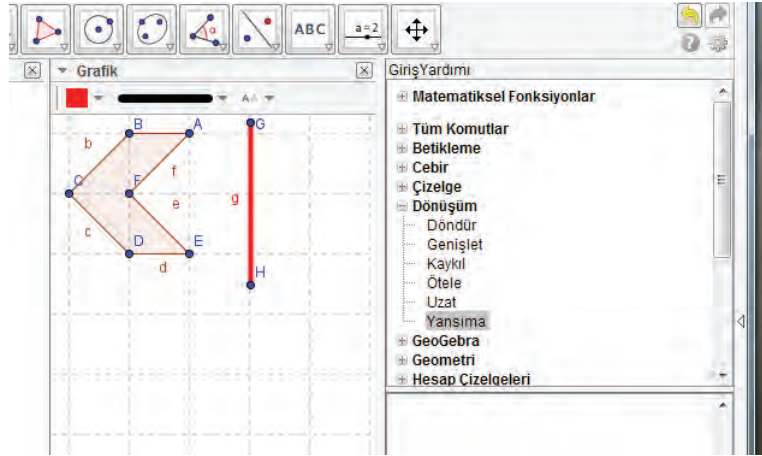 ABC
a=2
Grafik
GirişYardımı
AA
B
A
G
b
C
F
f
e
g
c
D
E
d
H
Matematiksel Fonksiyonlar
Tüm Komutlar
Betikleme
Cebir
Çizelge
Dönüşüm
Döndür
Genişlet
Kaykıl
Ötele
Uzat
Yansıma
GeoGebra
Geometri
Hesap Çizelgeleri